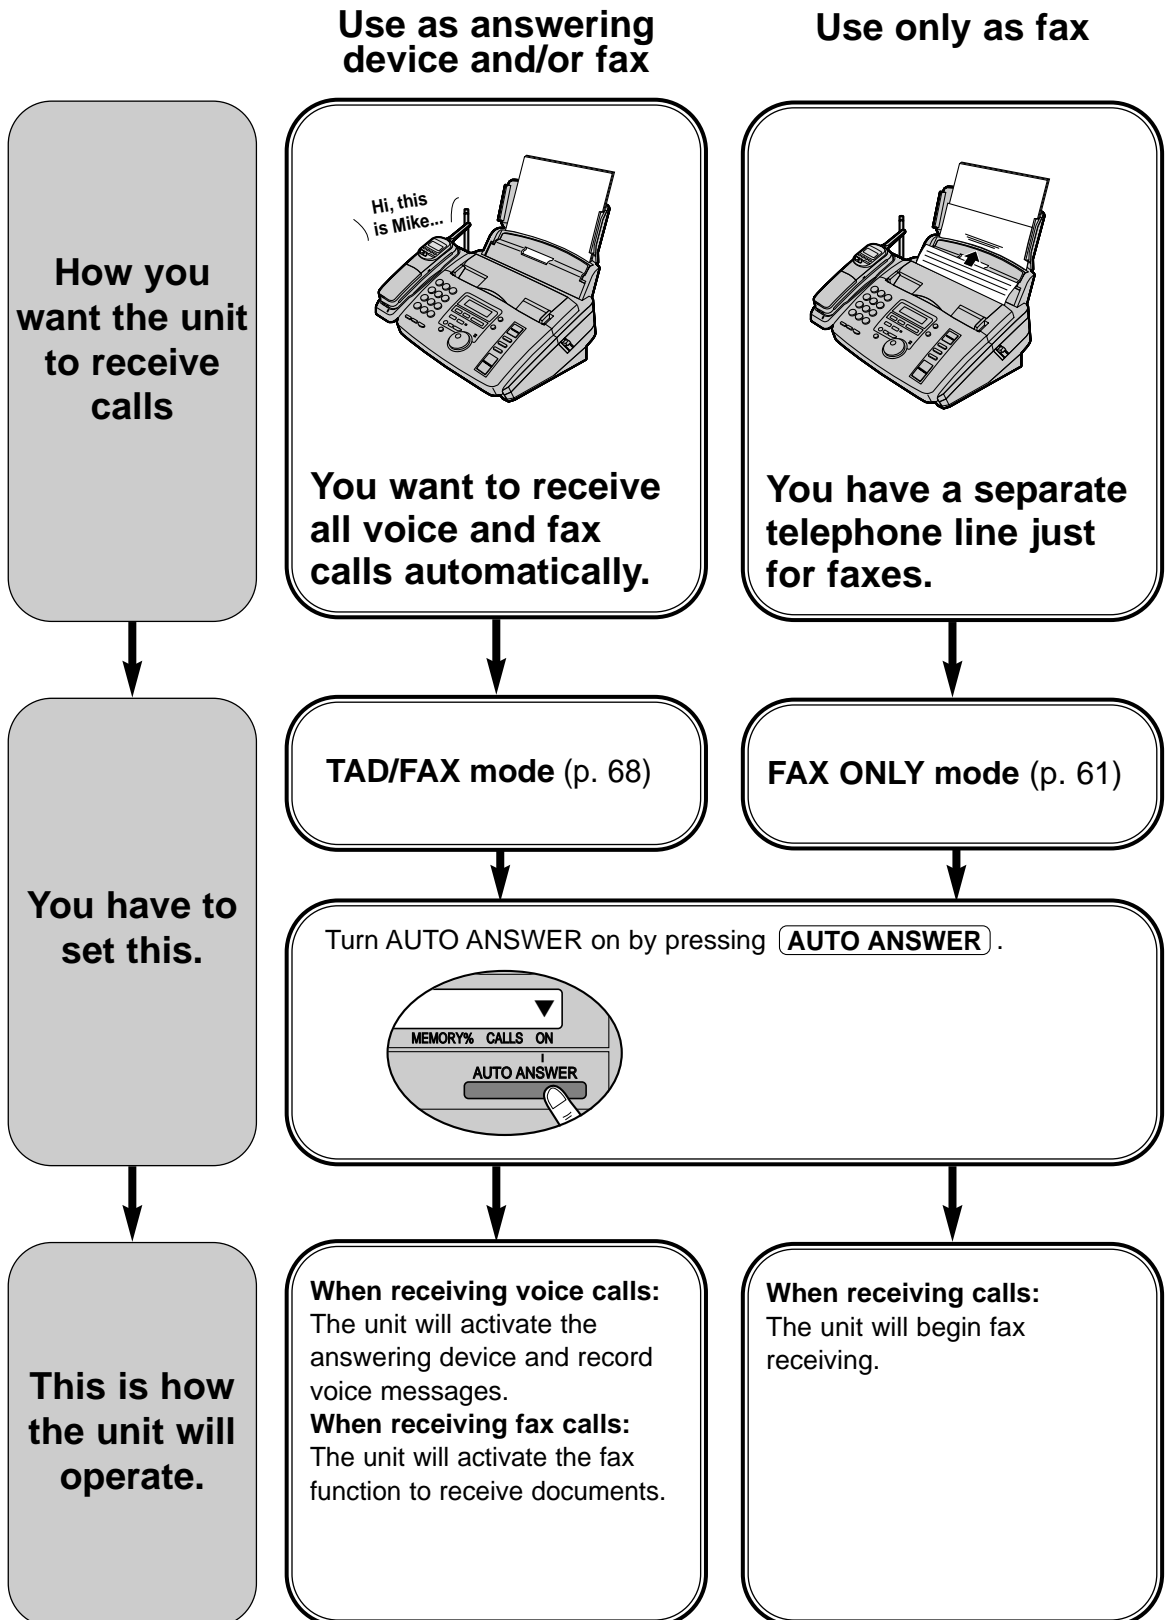 Use as answering
device and/or fax
Use only as fax
How you
want the unit
to receive
calls
Hi, this
is Mike...
You want to receive
all voice and fax
calls automatically.
You have a separate
telephone line just
for faxes.
You have to
set this.
TAD/FAX mode (p. 68)
FAX ONLY mode (p. 61)
Turn AUTO ANSWER on by pressing AUTO ANSWER .
MEMORY% CALLS ON
AUTO ANSWER
This is how
the unit will
operate.
When receiving voice calls:
The unit will activate the
answering device and record
voice messages.
When receiving fax calls:
The unit will activate the fax
function to receive documents.
When receiving calls:
The unit will begin fax
receiving.